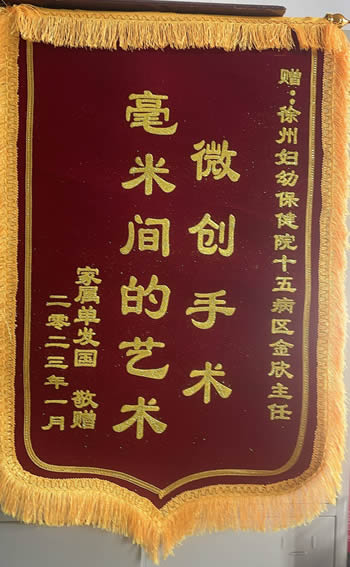 赠：徐州妇幼保健院十五病区金欣主任
微创手术
毫米间的艺术
家属单发国 敬赠
二零二三年一月